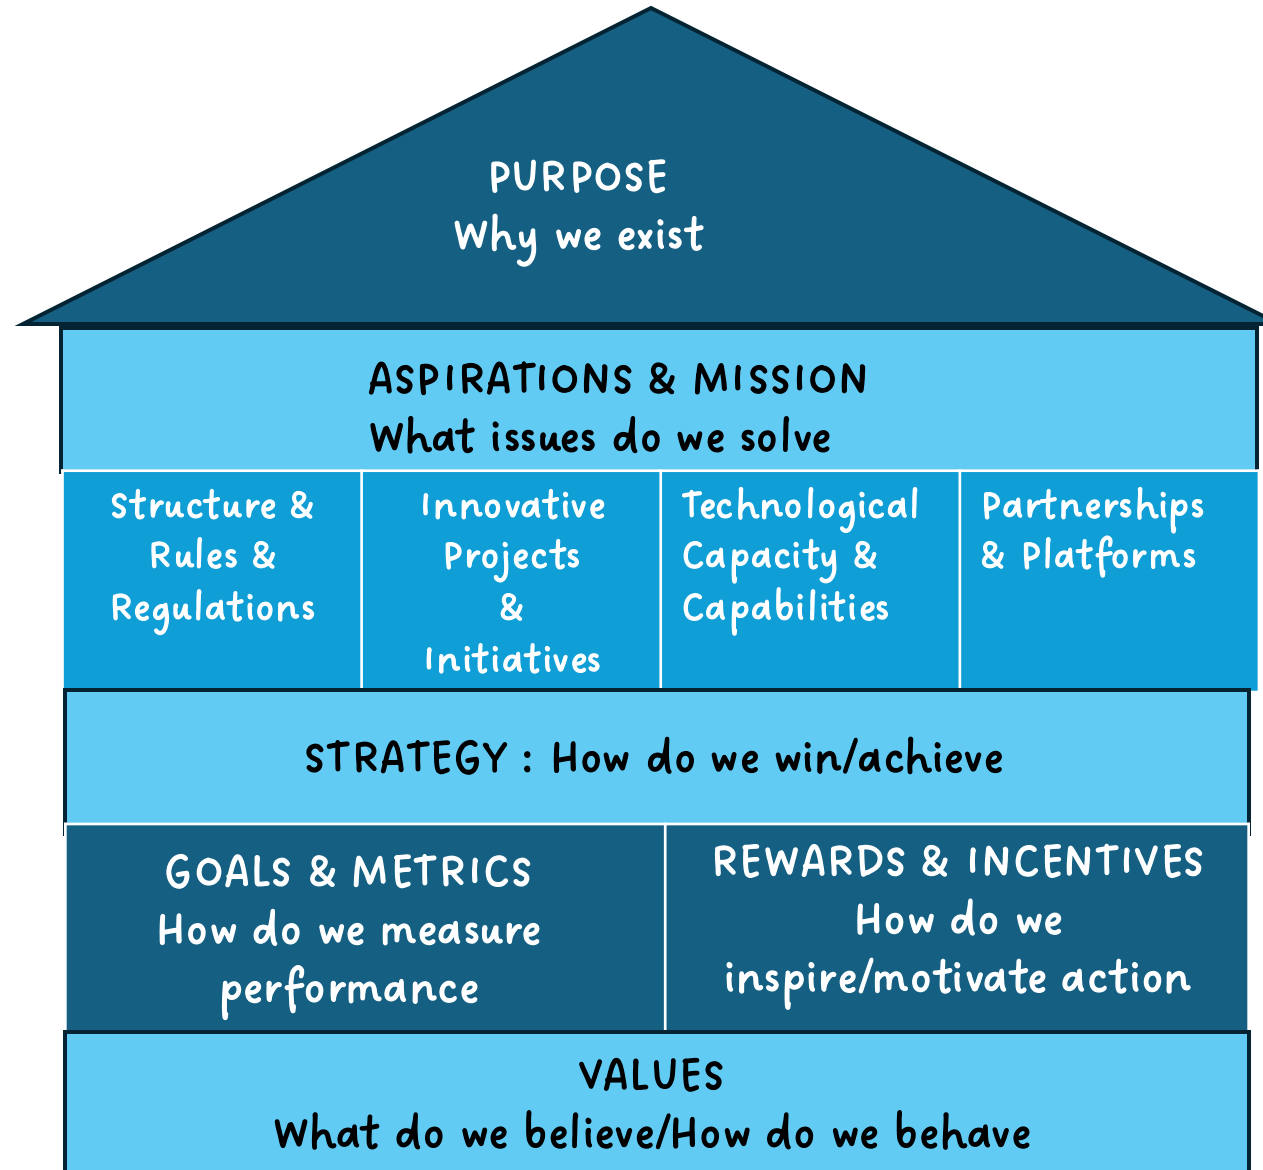 PURPOSE
Why we exist
ASPIRATIONS & MISSION
What issues do we solve
Structure &
Rules &
Regulations
Innovative
Projects
&
Initiatives
Technological
Capacity &
Capabilities
Partnerships
& Platforms
STRATEGY : How do we win/achieve
GOALS & METRICS
How do we measure
performance
REWARDS & INCENTIVES
How do we
inspire/motivate action
VALUES
What do we believe/How do we behave